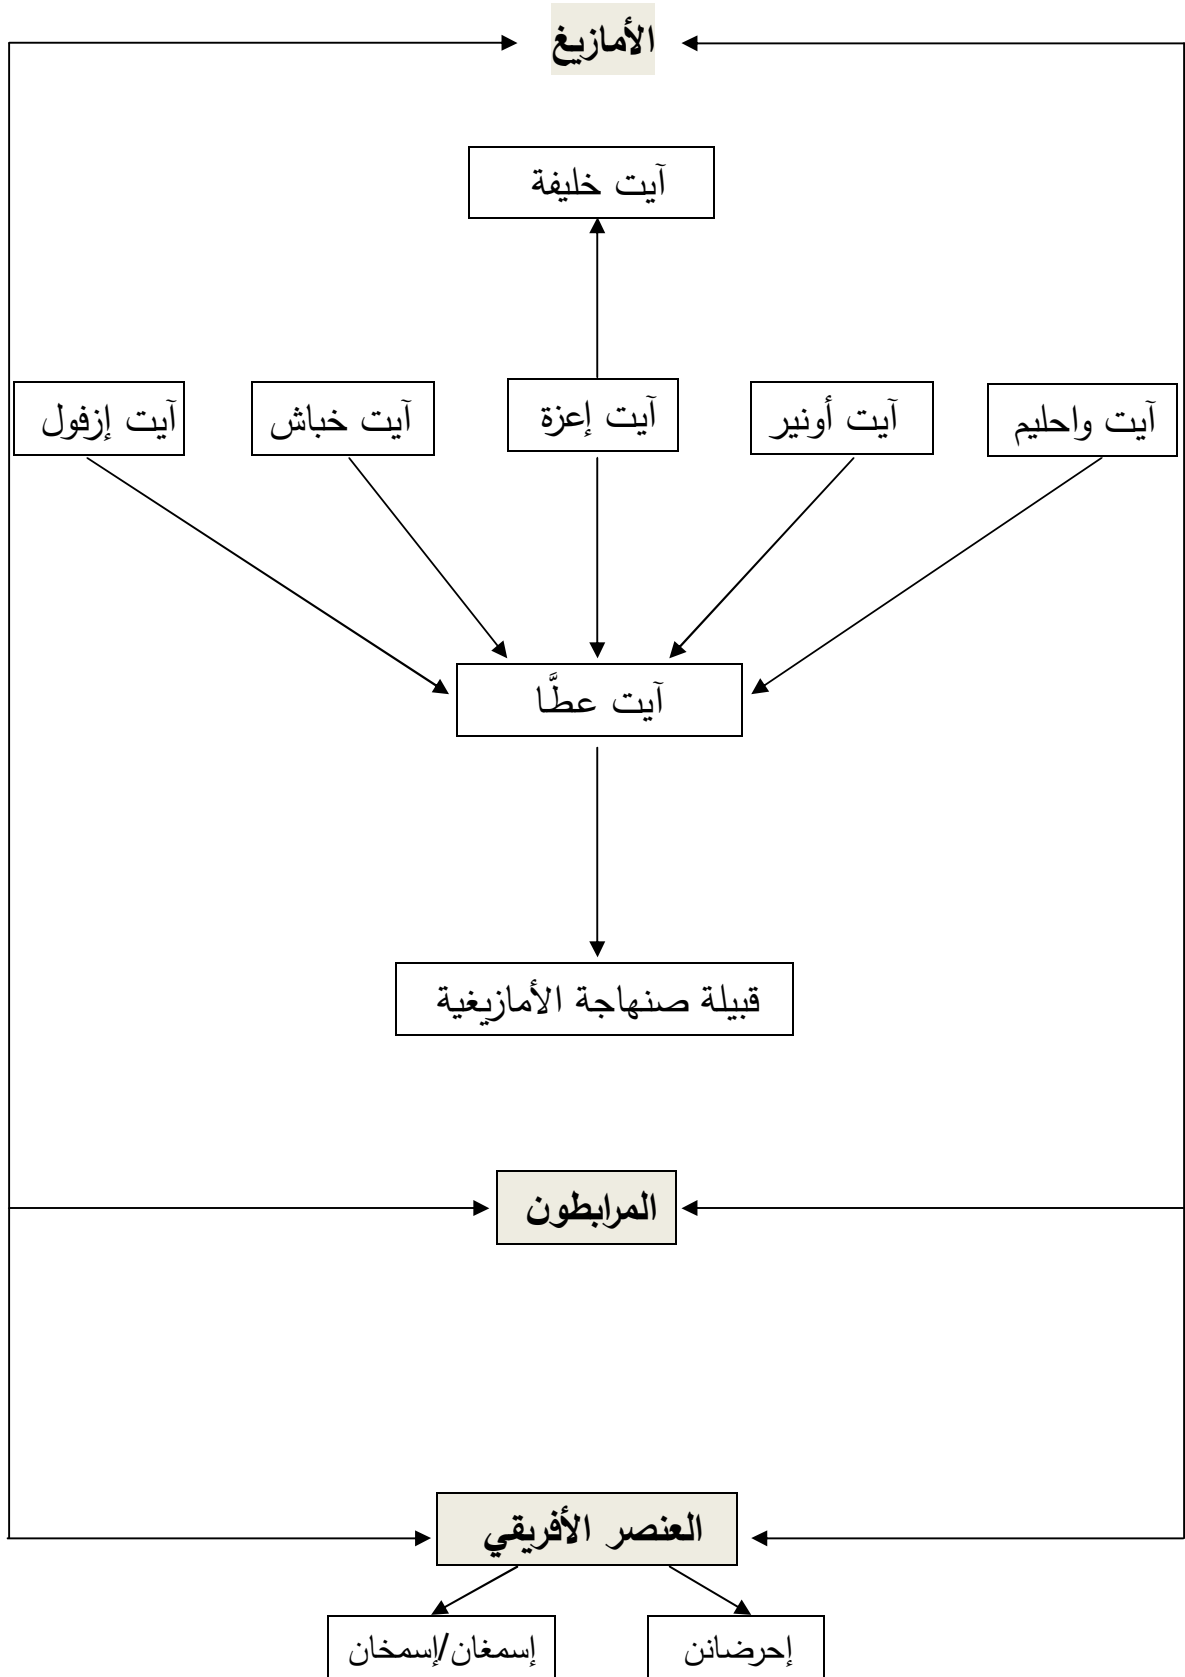 الأمازيغ
آيت خليفة
آيت واحليم
آيت أونير
آيت إعزة
آيت خباش
آيت إزفول
آيت عطَّا
قبيلة صنهاجة الأمازيغية
المرابطون
العنصر الأفريقي
إحرضانن
إسمغان/إسمخان